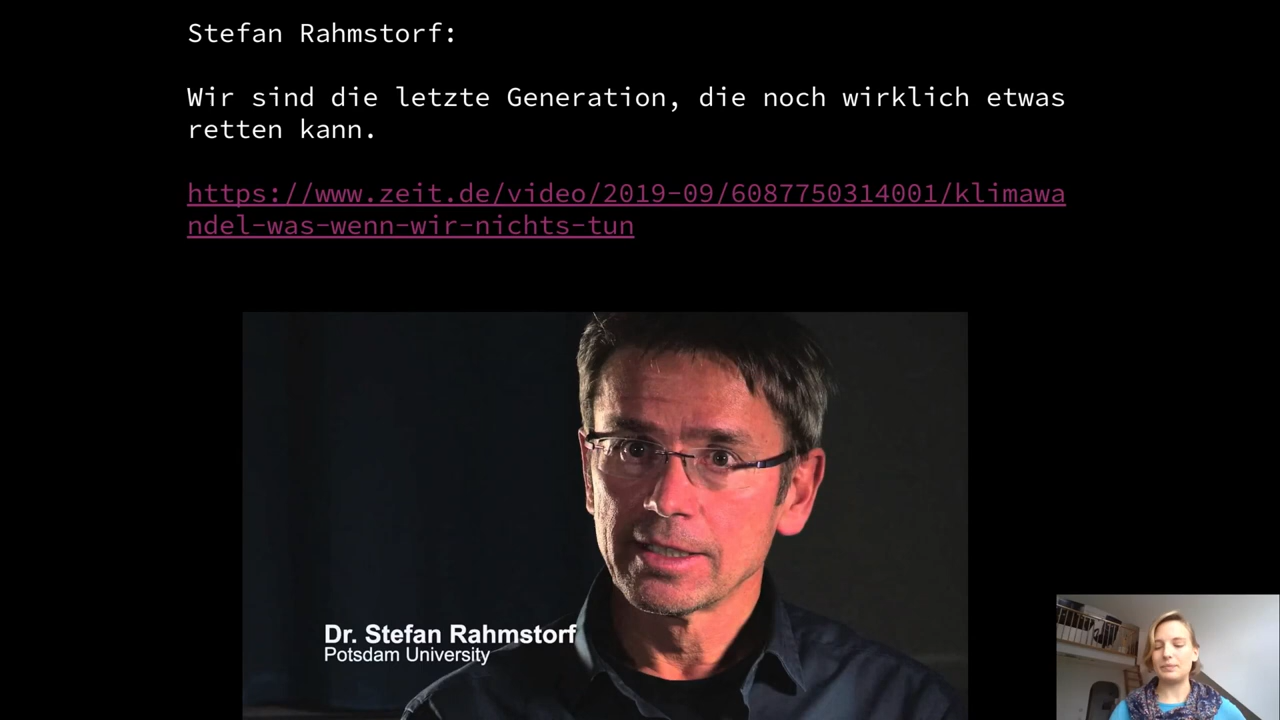 Stefan Rahmstorf:
Wir sind die letzte Generation, die noch wirklich etwas
retten kann.
https://www.zeit.de/video/2019-09/6087750314001/klimawa
ndel-was-wenn-wir-nichts-tun
Dr. Stefan Rahmstorf
Potsdam University